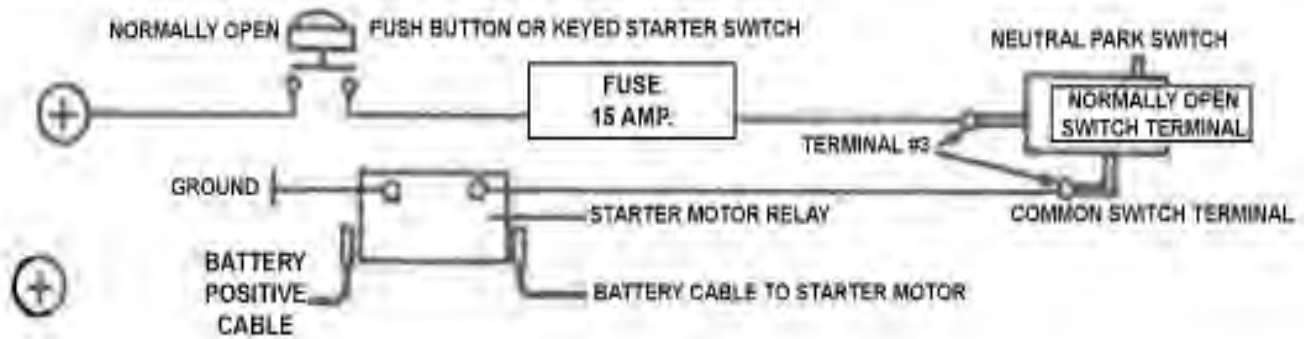 NORMALLY OPEN
FUSH BUTTON OR KEYED STARTER SWITCH
NEUTRAL PARK SWITCH
+
FUSE
15 AMP.
NORMALLY OPEN
SWITCH TERMINAL
TERMINAL #3
GROUND
STARTER MOTOR RELAY
COMMON SWITCH TERMINAL
+
BATTERY
POSITIVE
CABLE
BATTERY CABLE TO STARTER MOTOR